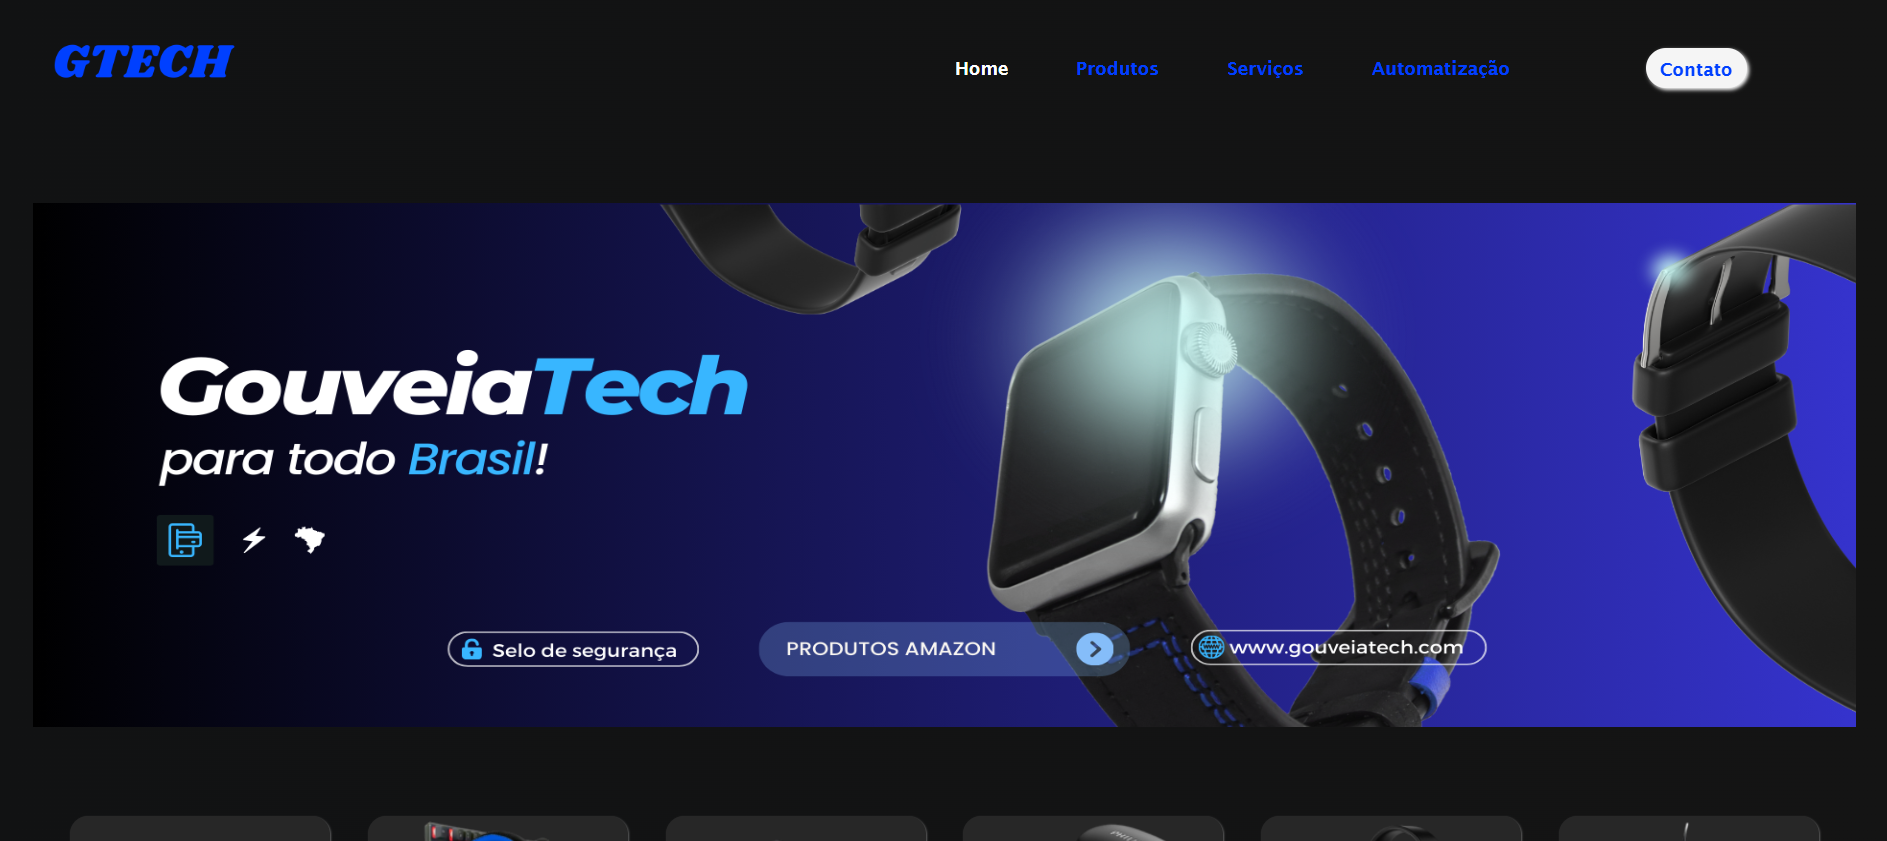 GTECH
Home
Produtos
Serviços
Automatização
Contato
GouveiaTech
para todo Brasil!
Selo de segurança
PRODUTOS AMAZON
www.gouveiatech.com